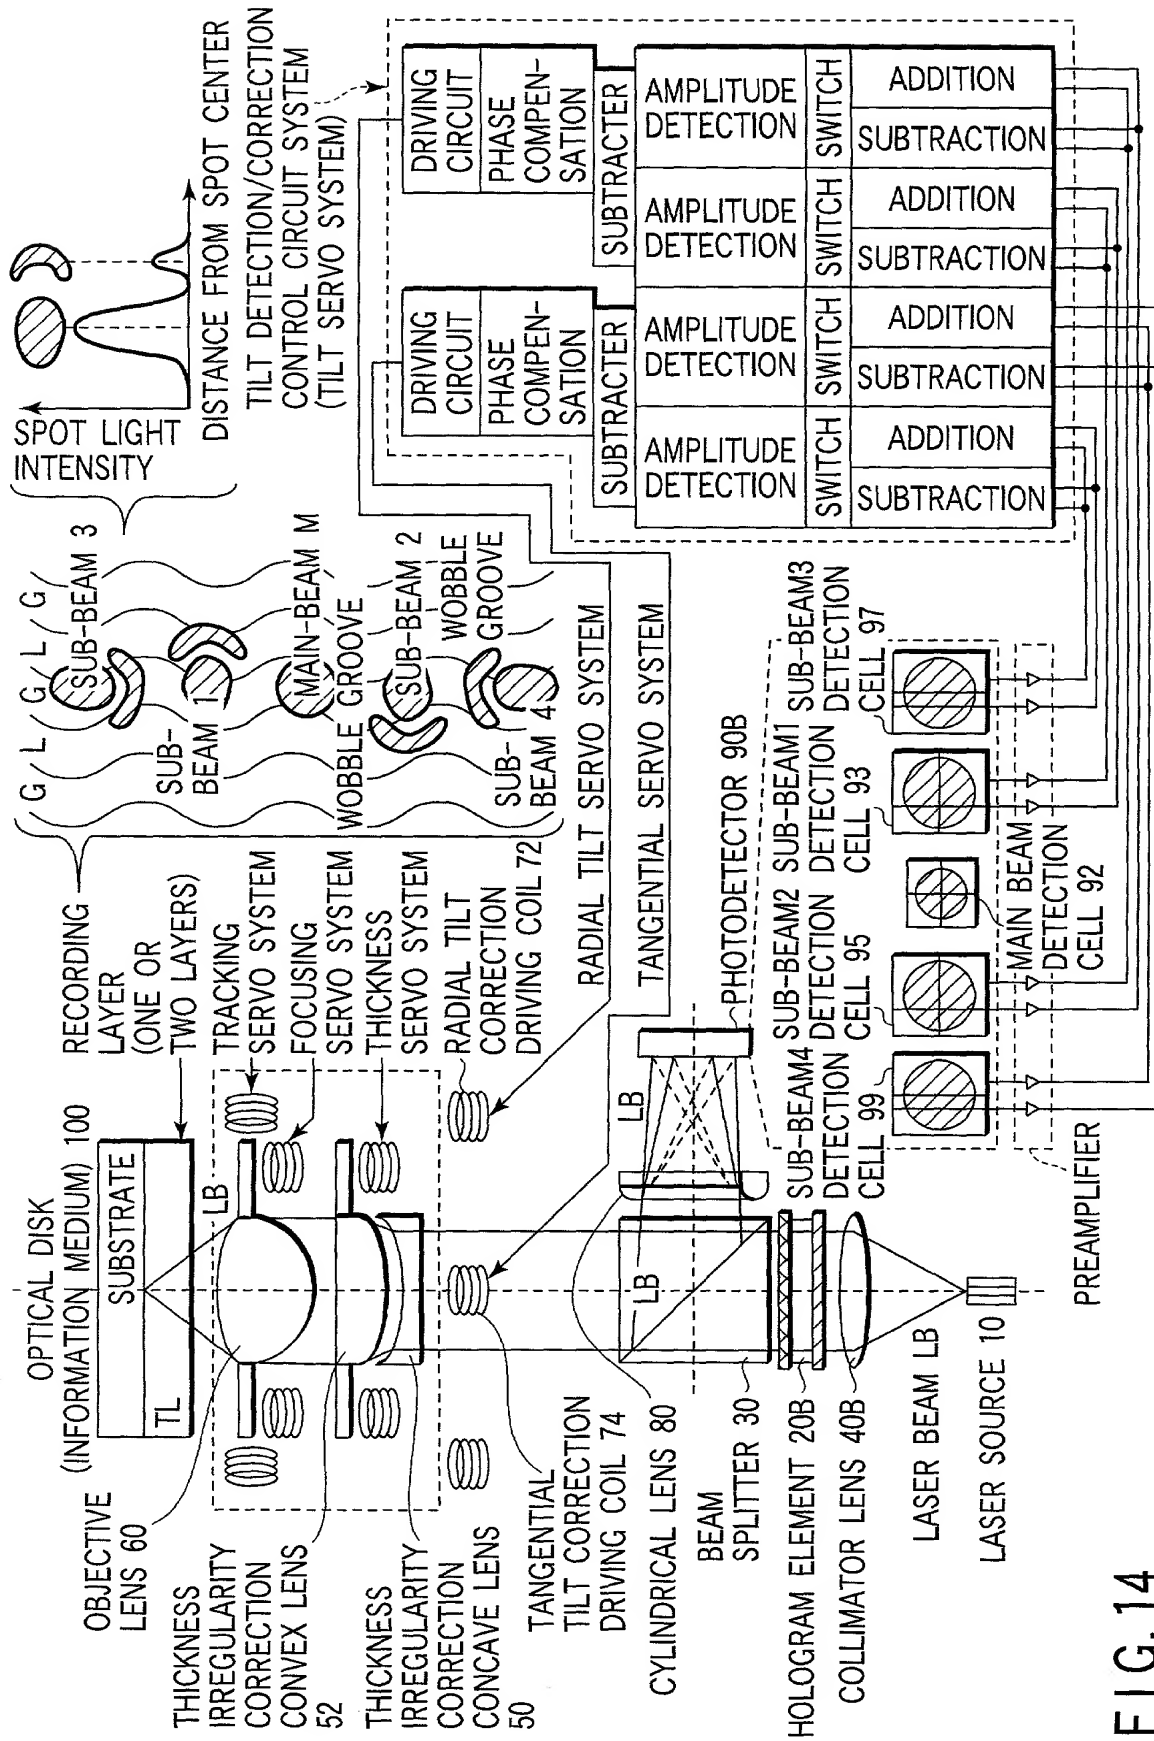 OPTICAL DISK
(INFORMATION MEDIUM) 100
SUBSTRATE
TL
RECORDING
LAYER
(ONE OR
TWO LAYERS)
OBJECTIVE
LENS 60
THICKNESS
IRREGULARITY
CORRECTION
CONVEX LENS
52
THICKNESS
IRREGULARITY
CORRECTION
CONCAVE LENS
50
LB
TRACKING
SERVO SYSTEM
FOCUSING
SERVO SYSTEM
THICKNESS
SERVO SYSTEM
RADIAL TILT
CORRECTION
DRIVING COIL 72
TANGENTIAL
TILT CORRECTION
DRIVING COIL 74
CYLINDRICAL LENS 80
BEAM
SPLITTER 30
HOLOGRAM ELEMENT 20B
COLLIMATOR LENS 40B
LASER BEAM LB
LASER SOURCE 10
LB
LB
PHOTODETECTOR 90B
RADIAL TILT SERVO SYSTEM
TANGENTIAL SERVO SYSTEM
G L G L G
SUB-BEAM 3
SUB-
BEAM 1
MAIN-BEAM M
WOBBLE GROOVE
SUB-BEAM 2
WOBBLE
GROOVE
SUB-
BEAM 4
SPOT LIGHT
INTENSITY
DISTANCE FROM SPOT CENTER
TILT DETECTION/CORRECTION
CONTROL CIRCUIT SYSTEM
(TILT SERVO SYSTEM)
DRIVING
CIRCUIT
PHASE
COMPEN-
SATION
SUBTRACTER
DRIVING
CIRCUIT
PHASE
COMPEN-
SATION
SUBTRACTER
AMPLITUDE
DETECTION
AMPLITUDE
DETECTION
AMPLITUDE
DETECTION
AMPLITUDE
DETECTION
SWITCH
SWITCH
SWITCH
SWITCH
SUBTRACTION
ADDITION
SUBTRACTION
ADDITION
SUBTRACTION
ADDITION
SUBTRACTION
ADDITION
SUB-BEAM4
DETECTION
CELL 99
SUB-BEAM2
DETECTION
CELL 95
SUB-BEAM1
DETECTION
CELL 93
SUB-BEAM3
DETECTION
CELL 97
MAIN BEAM
DETECTION
CELL 92
PREAMPLIFIER
FIG. 14